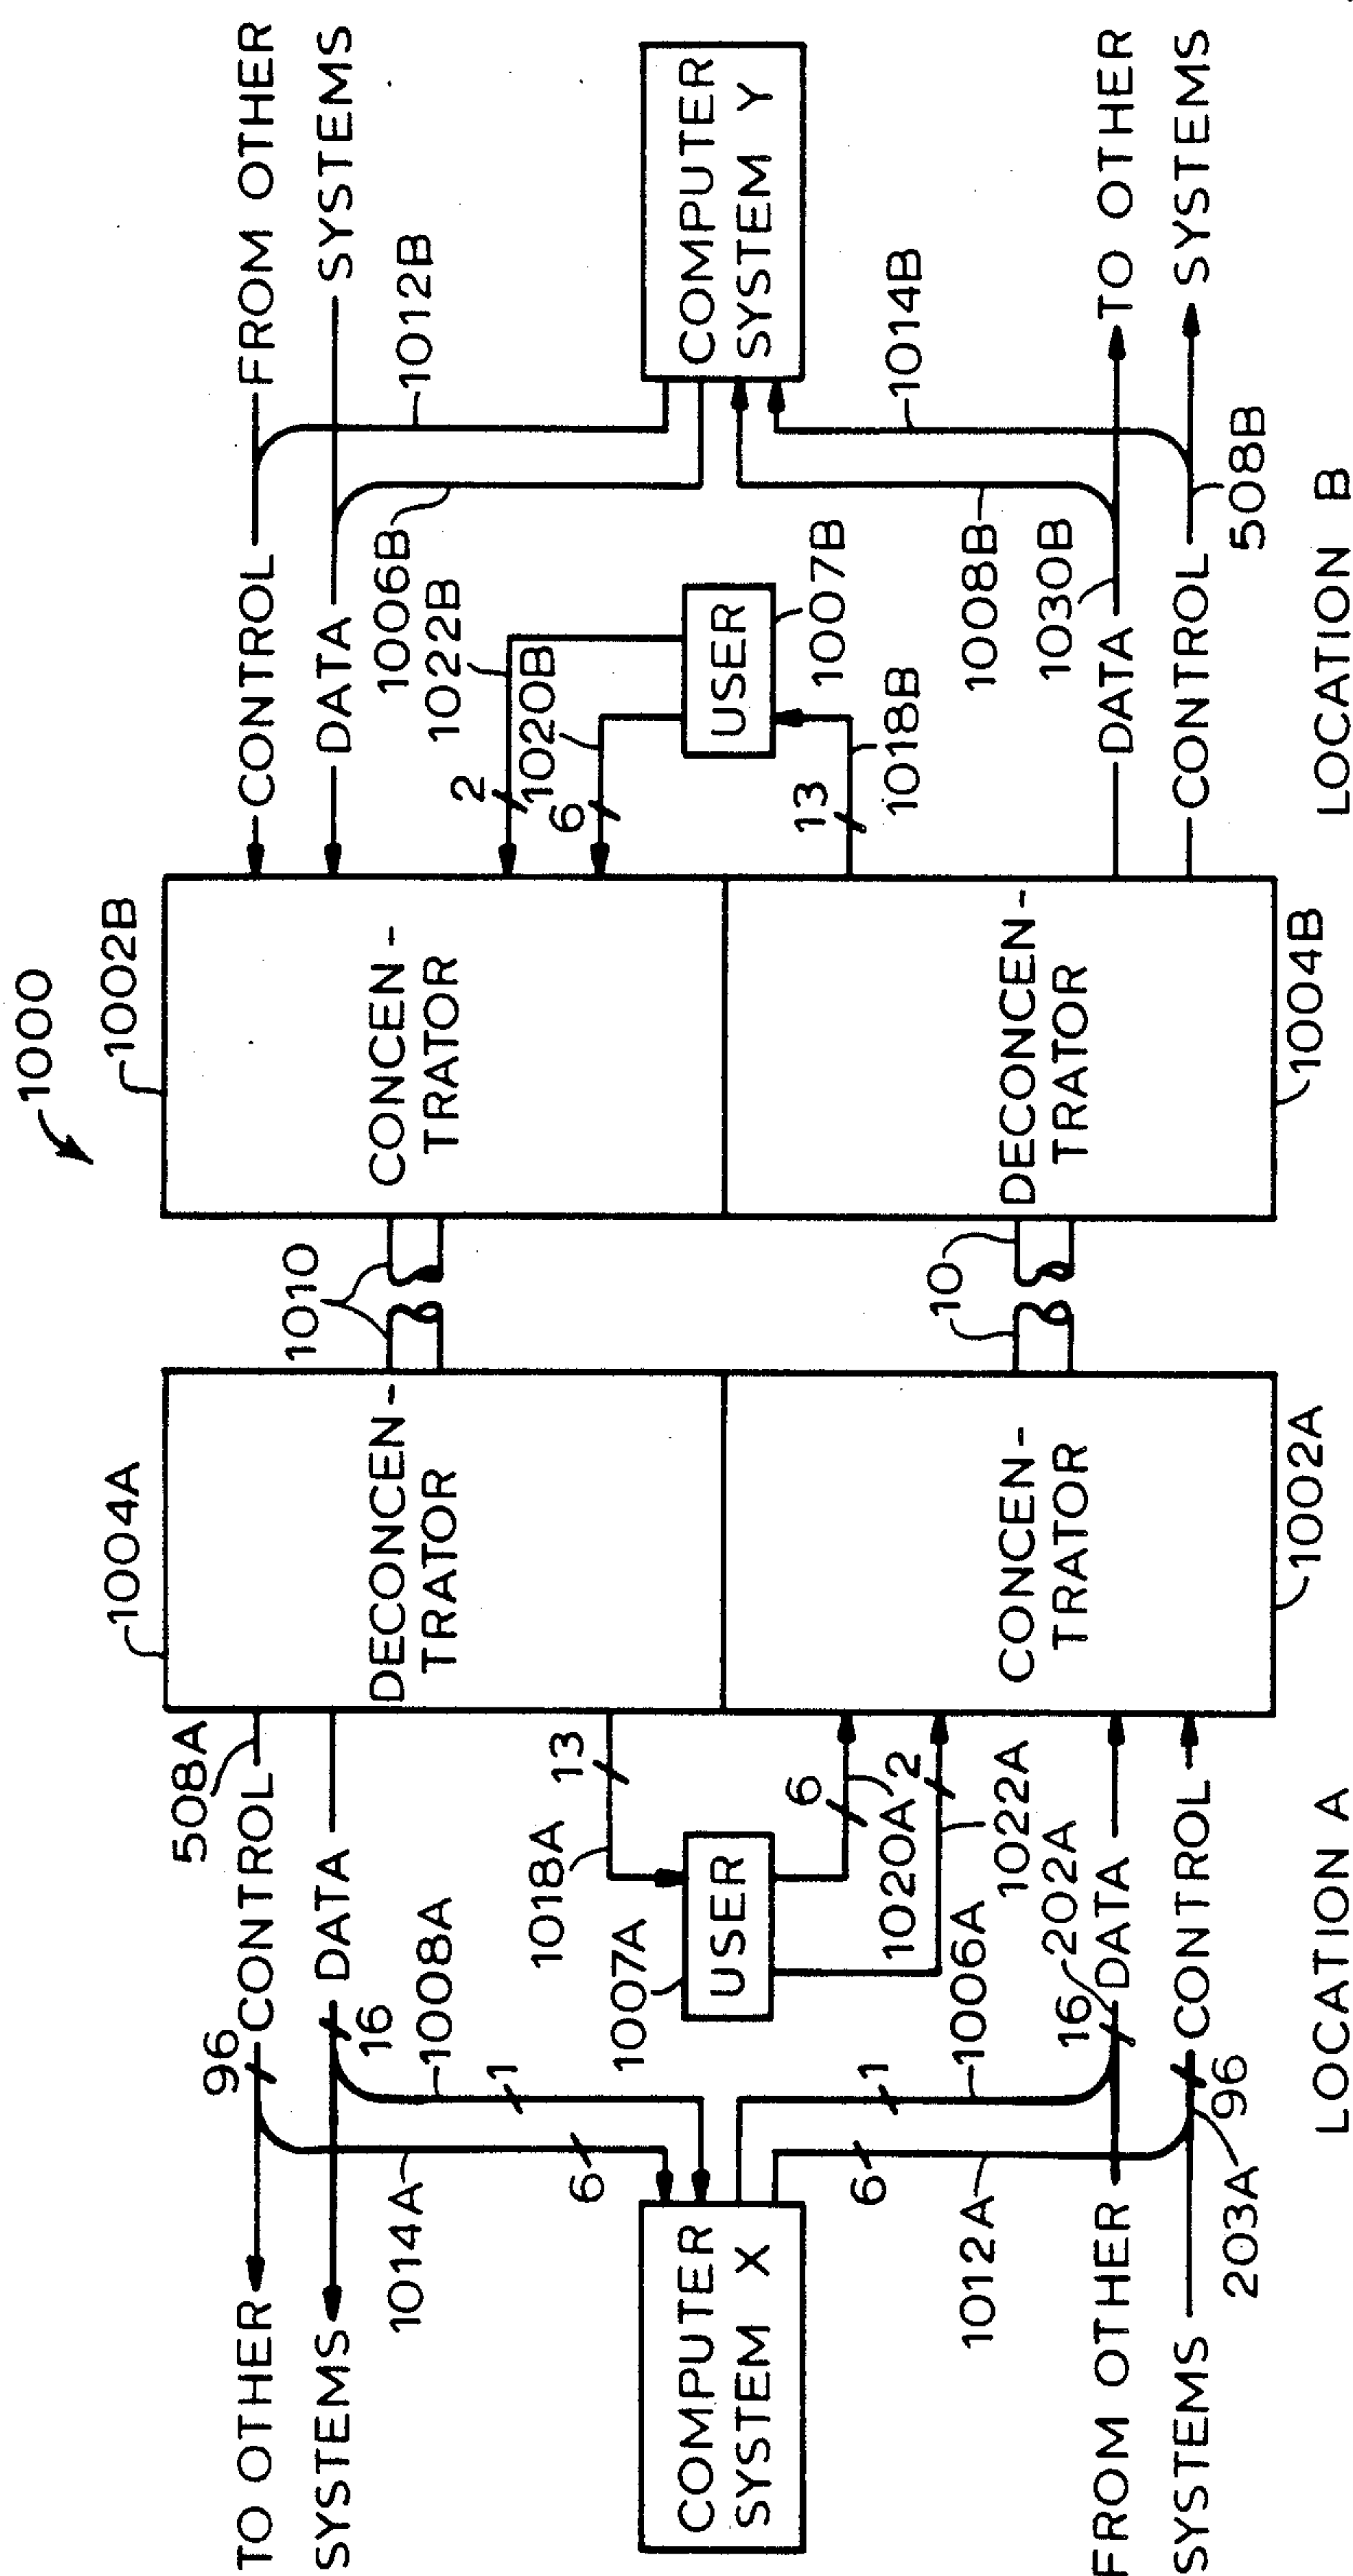 1000
TO OTHER
SYSTEMS
96
CONTROL
508A
DATA
16
1008A
1014A
6
1
COMPUTER
SYSTEM X
6
1
1012A
1006A
FROM OTHER
SYSTEMS
16
202A
DATA
96
203A
CONTROL
1018A
13
1007A
USER
6
1020A
2
1022A
LOCATION A
1004A
DECONCEN-
TRATOR
CONCEN-
TRATOR
1002A
1010
10
1002B
CONCEN-
TRATOR
DECONCEN-
TRATOR
1004B
CONTROL
FROM OTHER
DATA
SYSTEMS
1012B
1006B
1022B
2
1020B
6
USER
1007B
13
1018B
COMPUTER
SYSTEM Y
1014B
1008B
1030B
DATA
TO OTHER
CONTROL
SYSTEMS
508B
LOCATION B